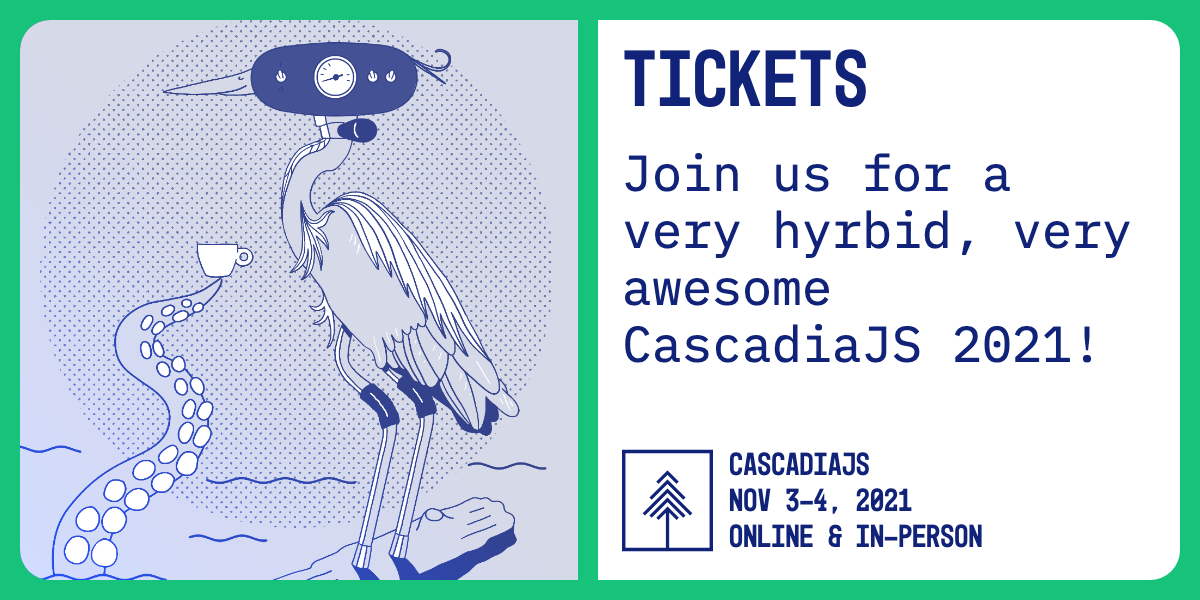 TICKETS
Join us for a
very hyrbid, very
awesome
CascadiaJS 2021!
CASCADIAJS
NOV 3-4, 2021
ONLINE & IN-PERSON